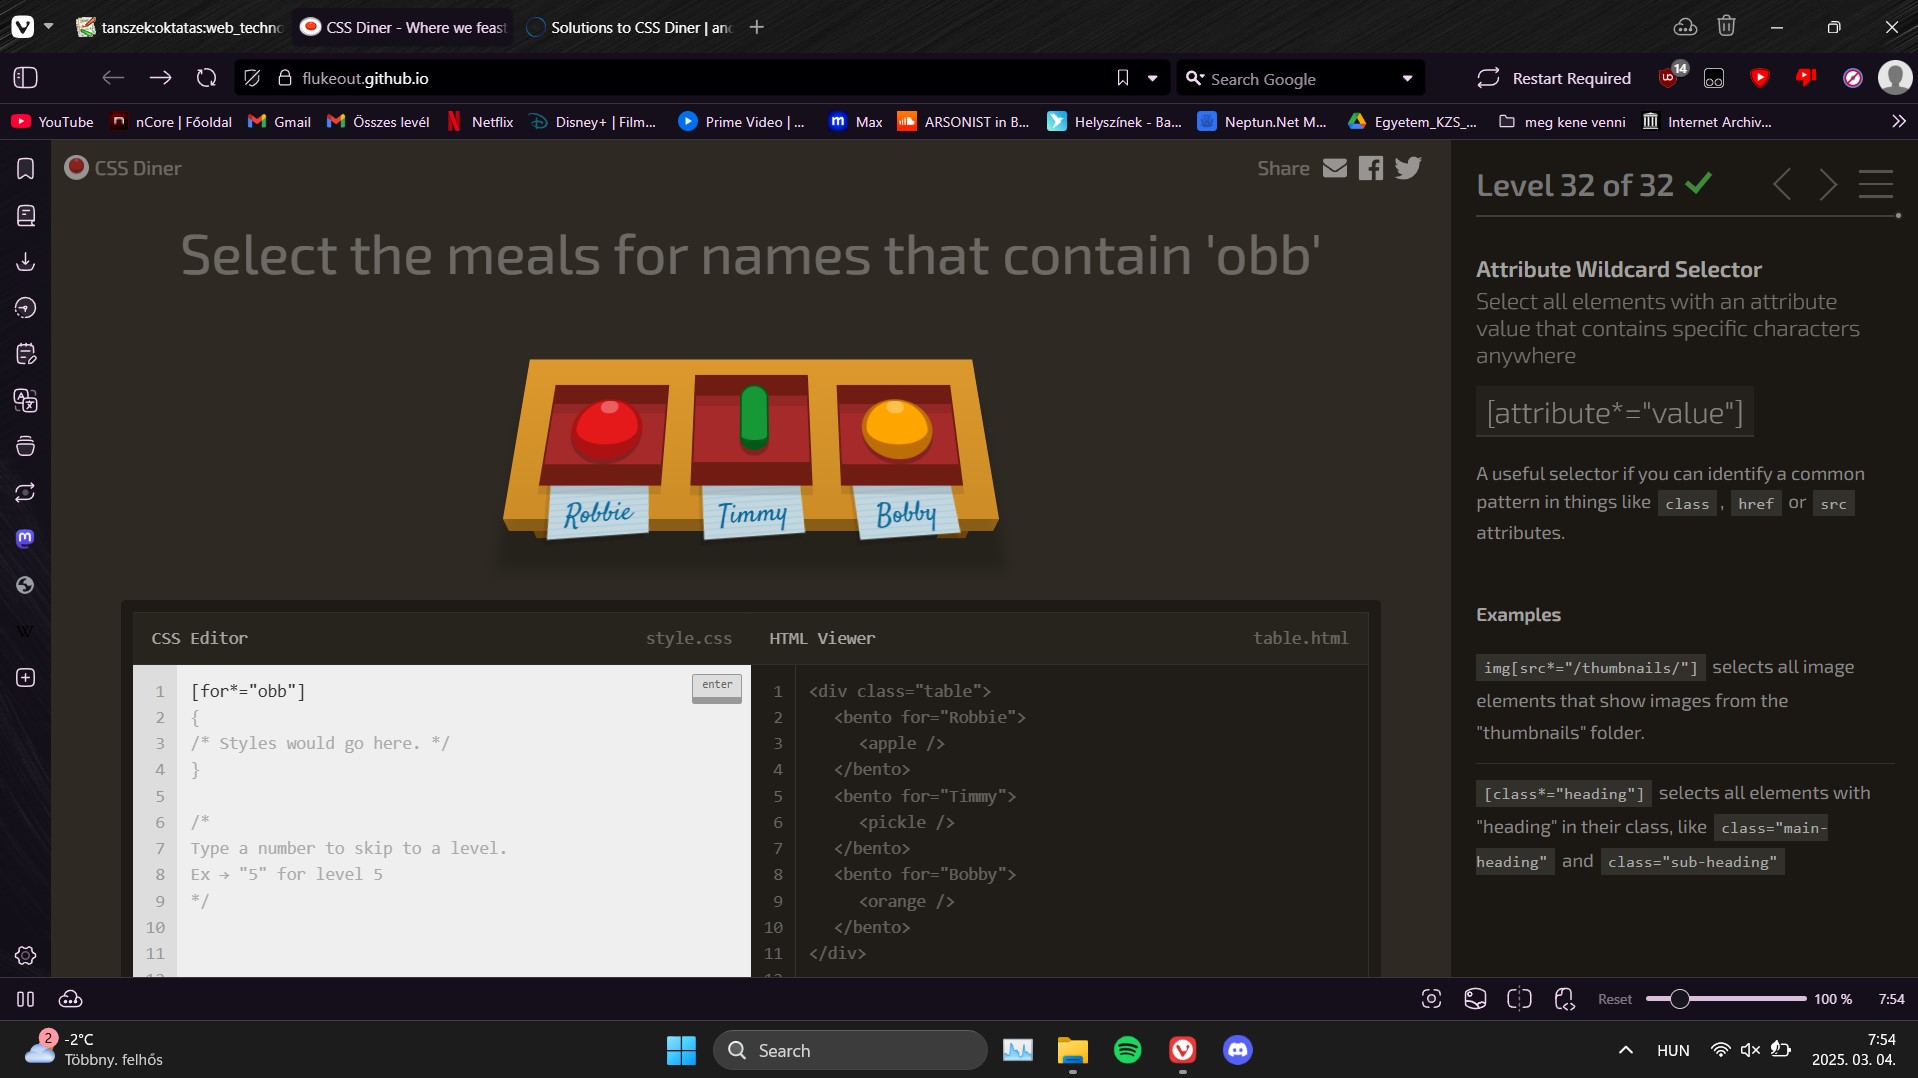 tanszek:oktatas:web_techno
CSS Diner - Where we feast
Solutions to CSS Diner | and
flukeout.github.io
Search Google
Restart Required
14
YouTube
nCore | Főoldal
Gmail
Összes levél
Netflix
Disney+ | Film...
Prime Video | ...
Max
ARSONIST in B...
Helyszínek - Ba...
Neptun.Net M...
Egyetem_KZS_...
meg kene venni
Internet Archiv...
CSS Diner
Share
Level 32 of 32
Select the meals for names that contain 'obb'
Robbie
Timmy
Bobby
Attribute Wildcard Selector
Select all elements with an attribute
value that contains specific characters
anywhere
[attribute*="value"]
A useful selector if you can identify a common
pattern in things like class , href or src
attributes.
Examples
img[src*="/thumbnails/"] selects all image
elements that show images from the
"thumbnails" folder.
[class*="heading"] selects all elements with
"heading" in their class, like class="main-
heading" and class="sub-heading"
CSS Editor
style.css
1 [for*="obb"]
enter
2 {
3 /* Styles would go here. */
4 }
5
6 /*
7 Type a number to skip to a level.
8 Ex → "5" for level 5
9 */
10
11
HTML Viewer
table.html
1 <div class="table">
2 <bento for="Robbie">
3 <apple />
4 </bento>
5 <bento for="Timmy">
6 <pickle />
7 </bento>
8 <bento for="Bobby">
9 <orange />
10 </bento>
11 </div>
Reset
100 %
7:54
2
-2°C
Többny. felhős
Search
HUN
7:54
2025. 03. 04.